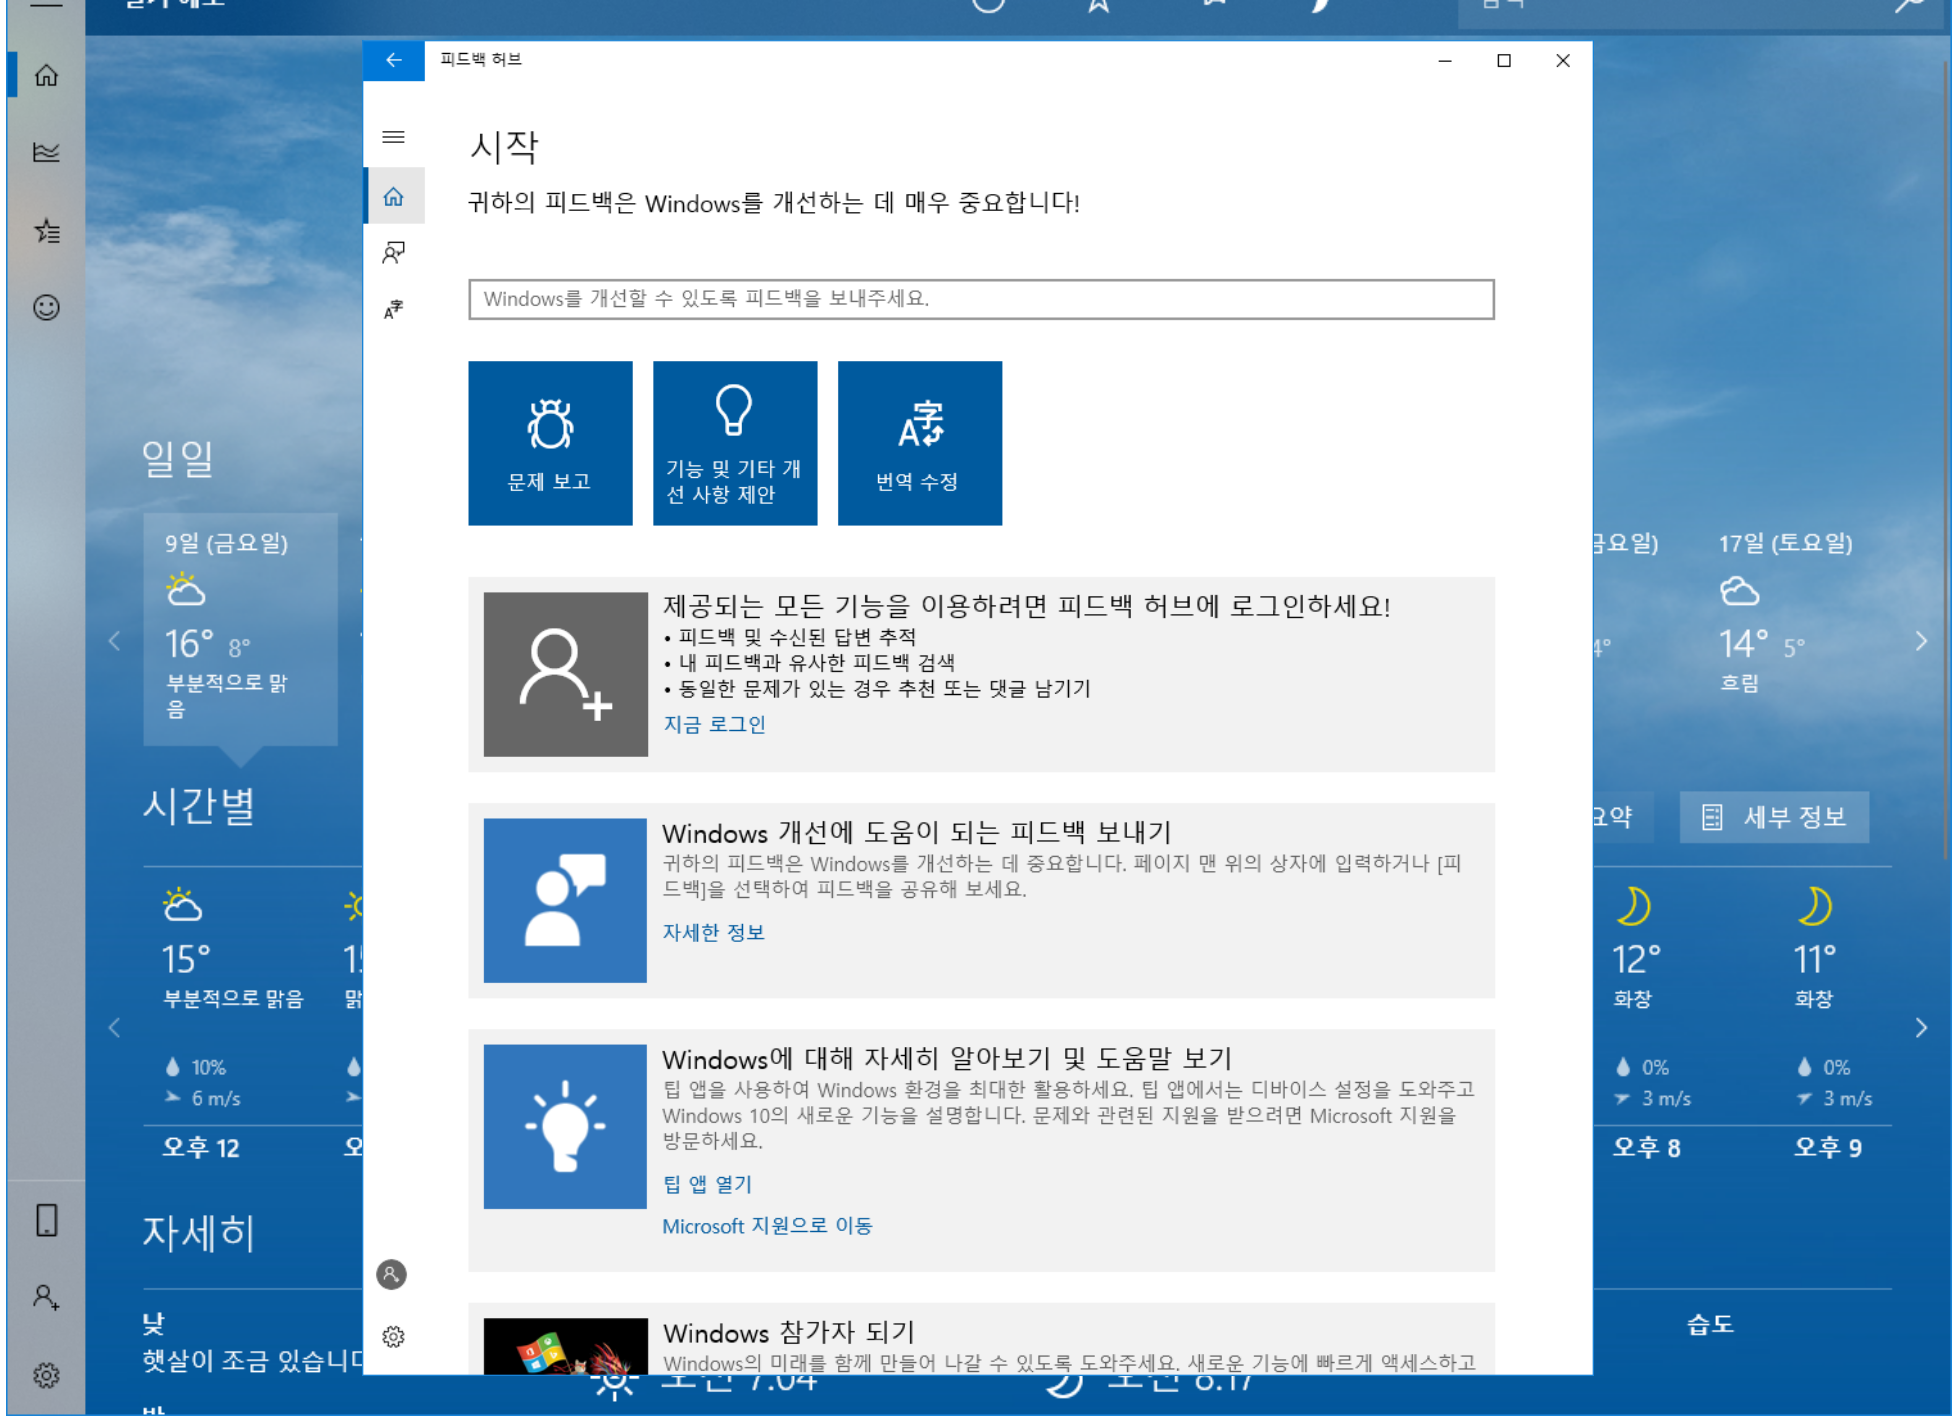 피드백 허브
시작
귀하의 피드백은 Windows를 개선하는 데 매우 중요합니다!
Windows를 개선할 수 있도록 피드백을 보내주세요.
문제 보고
기능 및 기타 개
선 사항 제안
A字
번역 수정
제공되는 모든 기능을 이용하려면 피드백 허브에 로그인하세요!
• 피드백 및 수신된 답변 추적
• 내 피드백과 유사한 피드백 검색
• 동일한 문제가 있는 경우 추천 또는 댓글 남기기
지금 로그인
Windows 개선에 도움이 되는 피드백 보내기
귀하의 피드백은 Windows를 개선하는 데 중요합니다. 페이지 맨 위의 상자에 입력하거나 [피
드백]을 선택하여 피드백을 공유해 보세요.
자세한 정보
Windows에 대해 자세히 알아보기 및 도움말 보기
팁 앱을 사용하여 Windows 환경을 최대한 활용하세요. 팁 앱에서는 디바이스 설정을 도와주고
Windows 10의 새로운 기능을 설명합니다. 문제와 관련된 지원을 받으려면 Microsoft 지원을
방문하세요.
팁 앱 열기
Microsoft 지원으로 이동
Windows 참가자 되기
Windows의 미래를 함께 만들어 나갈 수 있도록 도와주세요. 새로운 기능에 빠르게 액세스하고
일일
9일 (금요일)
16° 8°
부분적으로 맑
음
17일 (토요일)
14° 5°
흐림
시간별
세부 정보
15°
부분적으로 맑음
10%
6 m/s
오후 12
12°
화창
0%
3 m/s
오후 8
11°
화창
0%
3 m/s
오후 9
자세히
낮
햇살이 조금 있습니다
습도
오전 7:04